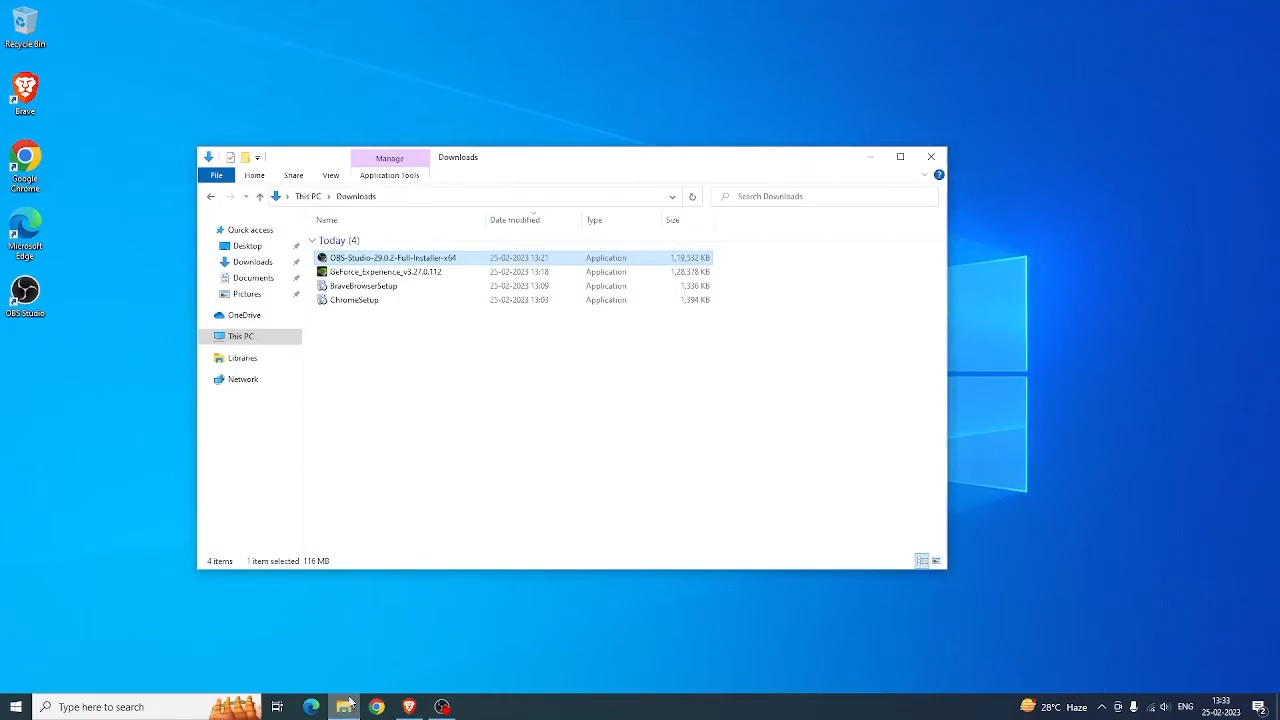 Recycle Bin
Brave
Google
Chrome
Microsoft
Edge
OBS Studio
Manage
Downloads
File
Home
Share
View
Application Tools
This PC › Downloads
Search Downloads
Name
Date modified
Type
Size
Quick access
Desktop
Downloads
Documents
Pictures
OneDrive
This PC
Libraries
Network
Today (4)
OBS-Studio-29.0.2-Full-Installer-x64 25-02-2023 13:21 Application 1,19,532 KB
GeForce_Experience_v3.27.0.112 25-02-2023 13:18 Application 1,28,378 KB
BraveBrowserSetup 25-02-2023 13:09 Application 1,336 KB
ChromeSetup 25-02-2023 13:03 Application 1,394 KB
4 items 1 item selected 116 MB
Type here to search
28°C Haze
ENG
13:33
25-02-2023